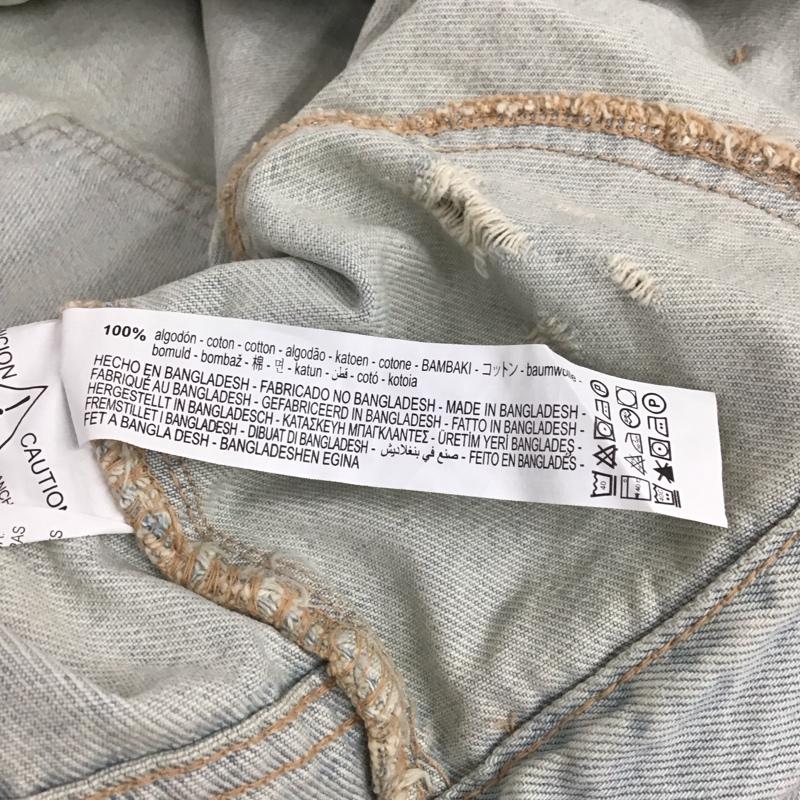 100% algodón - coton - cotton - algodão - katoen - cotone - BAMBAKI - コットン - baumwolle -
bomuld - bombaž - 棉 - 면 - katun - قطن - cotó - kotoia
HECHO EN BANGLADESH - FABRICADO NO BANGLADESH - MADE IN BANGLADESH -
FABRIQUÉ AU BANGLADESH - GEFABRICEERD IN BANGLADESH - FATTO IN BANGLADESH -
HERGESTELLT IN BANGLADESCH - ΚΑΤΑΣΚΕΥΗ ΜΠΑΓΚΛΑΝΤΕΣ - ÜRETİM YERİ BANGLADEŞ -
FREMSTILLET I BANGLADESH - DIBUAT DI BANGLADESH - صنع في بنغلاديش - FEITO EN BANGLADÉS -
FET A BANGLA DESH - BANGLADESHEN EGINA
40
CAUTION